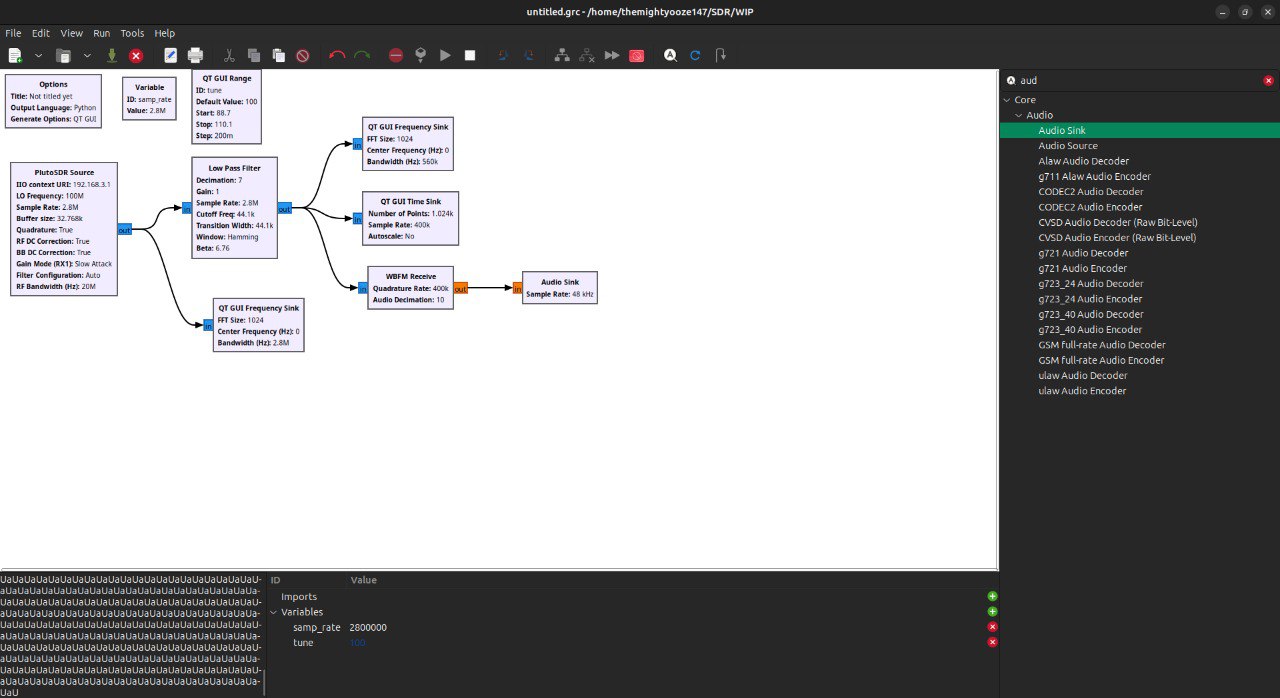 untitled.grc - /home/themightyooze147/SDR/WIP
File Edit View Run Tools Help
Options
Title: Not titled yet
Output Language: Python
Generate Options: QT GUI
Variable
ID: samp_rate
Value: 2.8M
QT GUI Range
ID: tune
Default Value: 100
Start: 88.7
Stop: 110.1
Step: 200m
PlutoSDR Source
IIO context URI: 192.168.3.1
LO Frequency: 100M
Sample Rate: 2.8M
Buffer size: 32.768k
Quadrature: True
RF DC Correction: True
BB DC Correction: True
Gain Mode (RX1): Slow Attack
Filter Configuration: Auto
RF Bandwidth (Hz): 20M
out
in
Low Pass Filter
Decimation: 7
Gain: 1
Sample Rate: 2.8M
Cutoff Freq: 44.1k
Transition Width: 44.1k
Window: Hamming
Beta: 6.76
out
in
QT GUI Frequency Sink
FFT Size: 1024
Center Frequency (Hz): 0
Bandwidth (Hz): 2.8M
in
QT GUI Frequency Sink
FFT Size: 1024
Center Frequency (Hz): 0
Bandwidth (Hz): 560k
in
QT GUI Time Sink
Number of Points: 1.024k
Sample Rate: 400k
Autoscale: No
in
WBFM Receive
Quadrature Rate: 400k
Audio Decimation: 10
out
in
Audio Sink
Sample Rate: 48 kHz
aud
Core
Audio
Audio Sink
Audio Source
Alaw Audio Decoder
g711 Alaw Audio Encoder
CODEC2 Audio Decoder
CODEC2 Audio Encoder
CVSD Audio Decoder (Raw Bit-Level)
CVSD Audio Encoder (Raw Bit-Level)
g721 Audio Decoder
g721 Audio Encoder
g723_24 Audio Decoder
g723_24 Audio Encoder
g723_40 Audio Decoder
g723_40 Audio Encoder
GSM full-rate Audio Decoder
GSM full-rate Audio Encoder
ulaw Audio Decoder
ulaw Audio Encoder
UaU
ID Value
Imports
Variables
samp_rate 2800000
tune 100